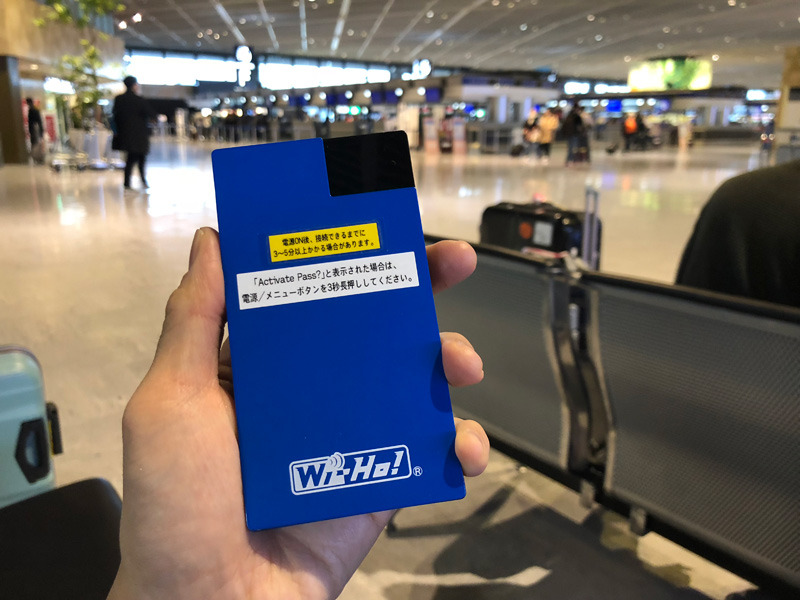 電源ON後、接続できるまでに
3～5分以上かかる場合があります。
「Activate Pass?」と表示された場合は、
電源/メニューボタンを3秒長押ししてください。
Wi-Ho!®